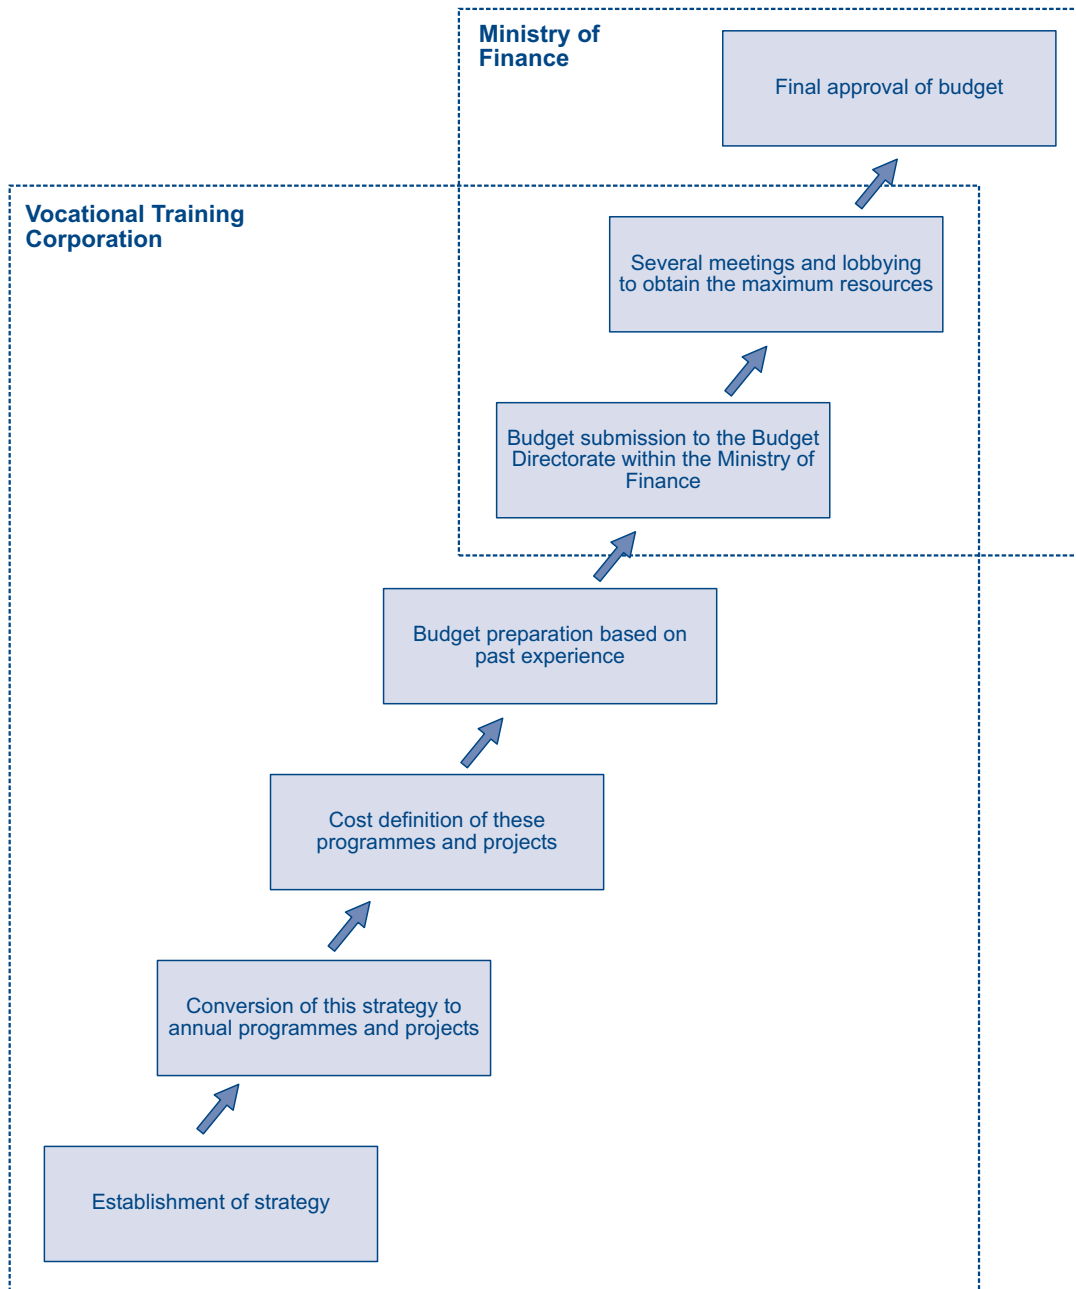 Ministry of
Finance
Final approval of budget
Vocational Training
Corporation
Several meetings and lobbying
to obtain the maximum resources
Budget submission to the Budget
Directorate within the Ministry of
Finance
Budget preparation based on
past experience
Cost definition of these
programmes and projects
Conversion of this strategy to
annual programmes and projects
Establishment of strategy